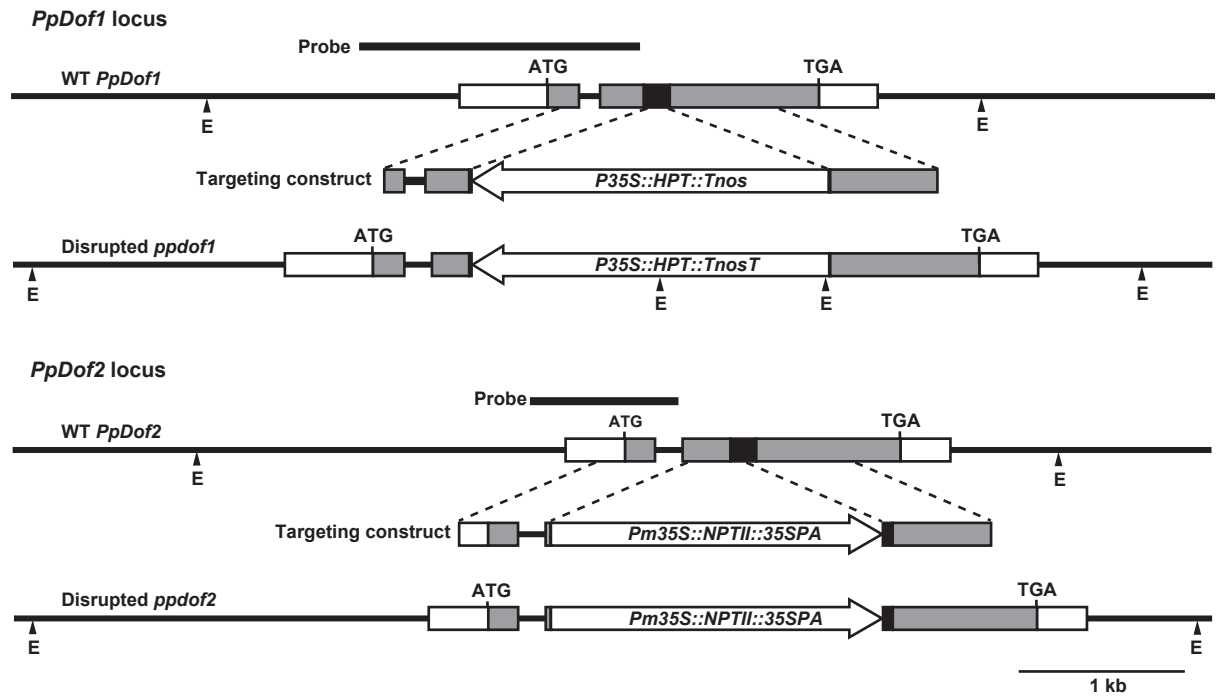 PpDof1 locus
Probe
WT PpDof1
ATG
TGA
E
E
Targeting construct
P35S::HPT::Tnos
Disrupted ppdof1
ATG
TGA
P35S::HPT::TnosT
E
E
E
E
PpDof2 locus
Probe
WT PpDof2
ATG
TGA
E
E
Targeting construct
Pm35S::NPTII::35SPA
Disrupted ppdof2
ATG
TGA
Pm35S::NPTII::35SPA
E
E
1 kb